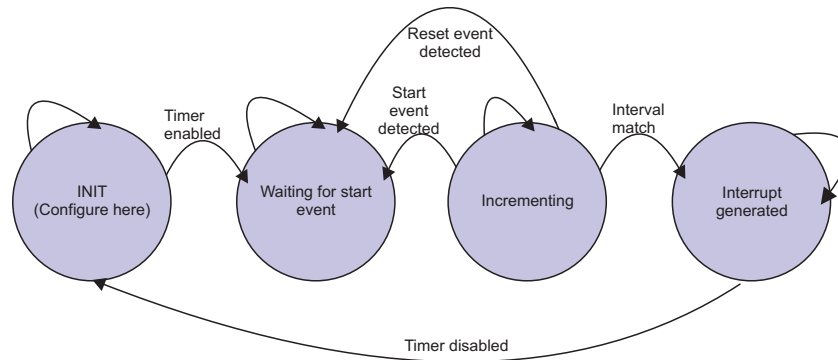 Reset event
detected
Start
event
detected
Timer
enabled
Interval
match
INIT
(Configure here)
Waiting for start
event
Incrementing
Interrupt
generated
Timer disabled